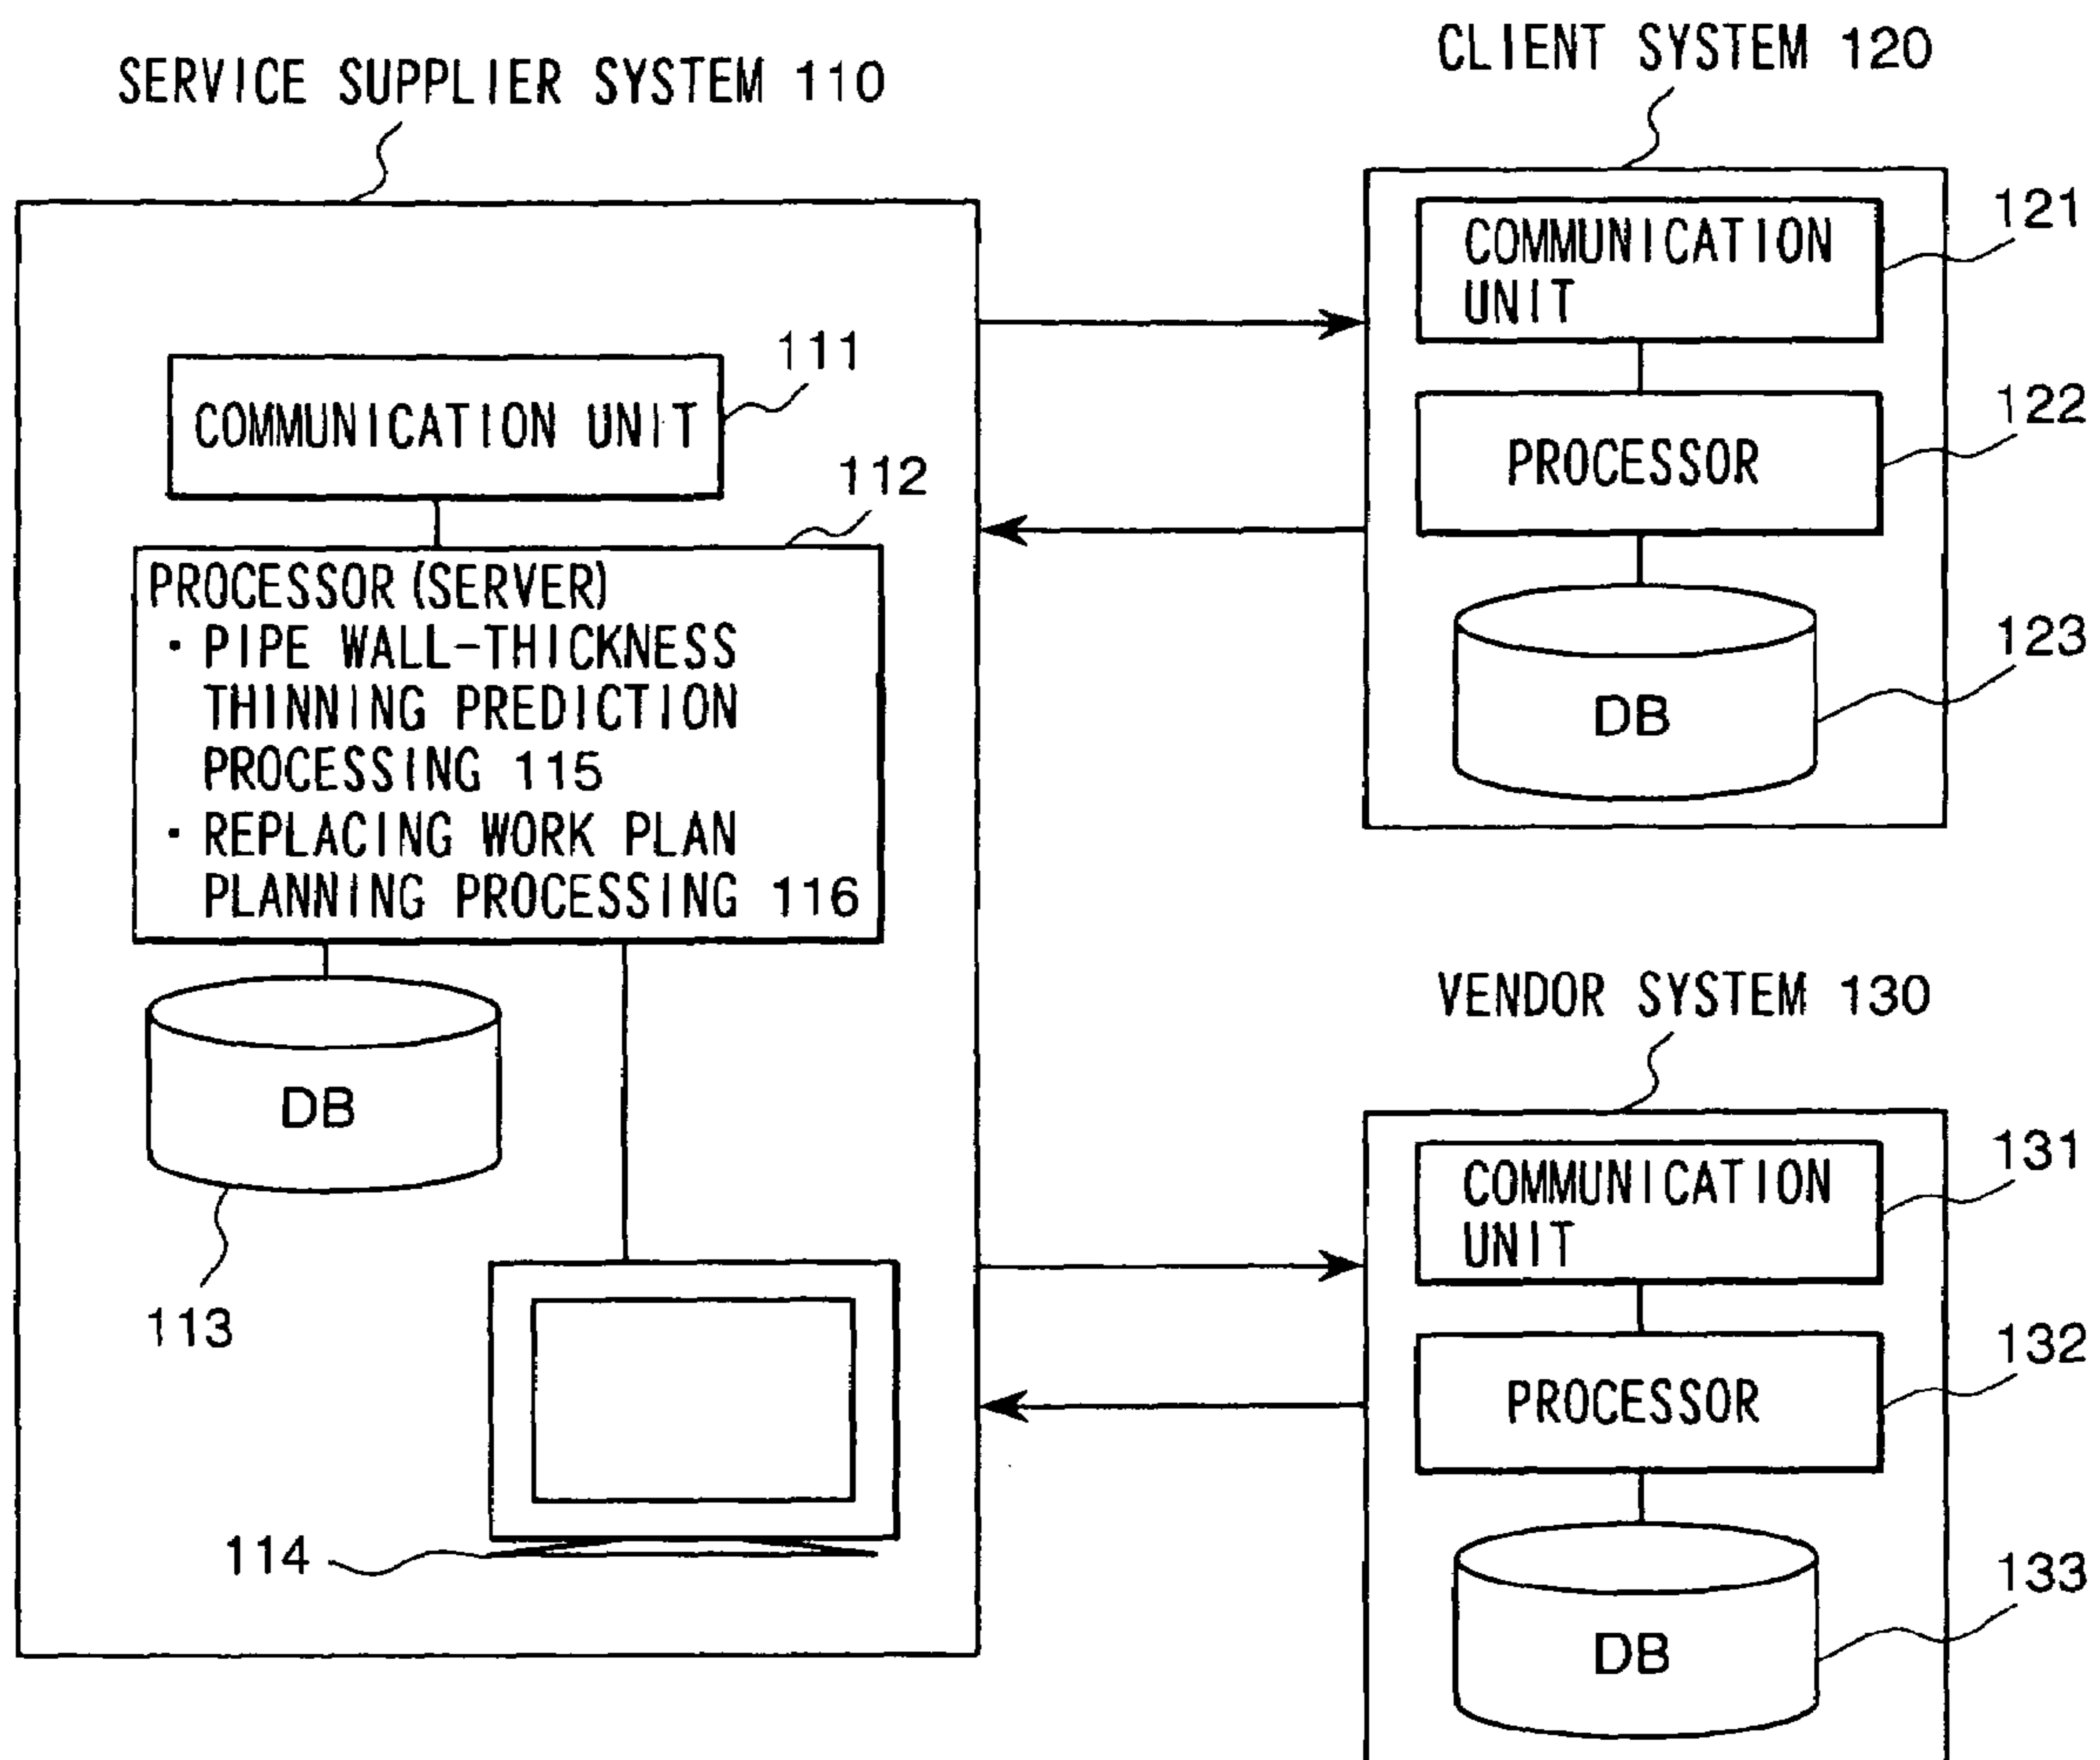 SERVICE SUPPLIER SYSTEM 110
111
COMMUNICATION UNIT
112
PROCESSOR (SERVER)
・PIPE WALL-THICKNESS
THINNING PREDICTION
PROCESSING 115
・REPLACING WORK PLAN
PLANNING PROCESSING 116
DB
113
114
CLIENT SYSTEM 120
121
COMMUNICATION
UNIT
122
PROCESSOR
123
DB
VENDOR SYSTEM 130
131
COMMUNICATION
UNIT
132
PROCESSOR
133
DB